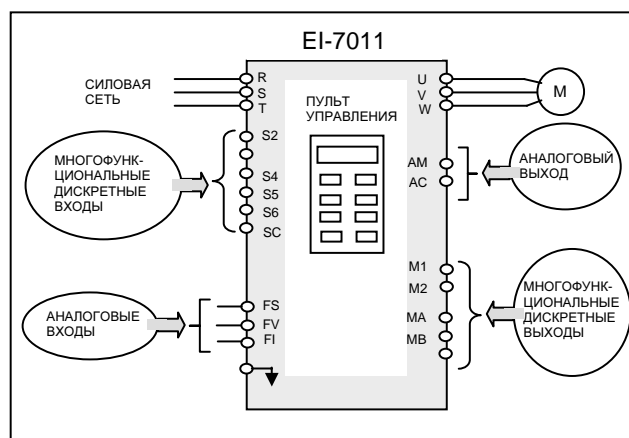 EI-7011
СИЛОВАЯ
СЕТЬ
R
S
T
ПУЛЬТ
УПРАВЛЕНИЯ
U
V
W
M
МНОГОФУНК-
ЦИОНАЛЬНЫЕ
ДИСКРЕТНЫЕ
ВХОДЫ
S2
S4
S5
S6
SC
AM
AC
АНАЛОГОВЫЙ
ВЫХОД
АНАЛОГОВЫЕ
ВХОДЫ
FS
FV
FI
M1
M2
MA
MB
МНОГОФУНК-
ЦИОНАЛЬНЫЕ
ДИСКРЕТНЫЕ
ВЫХОДЫ